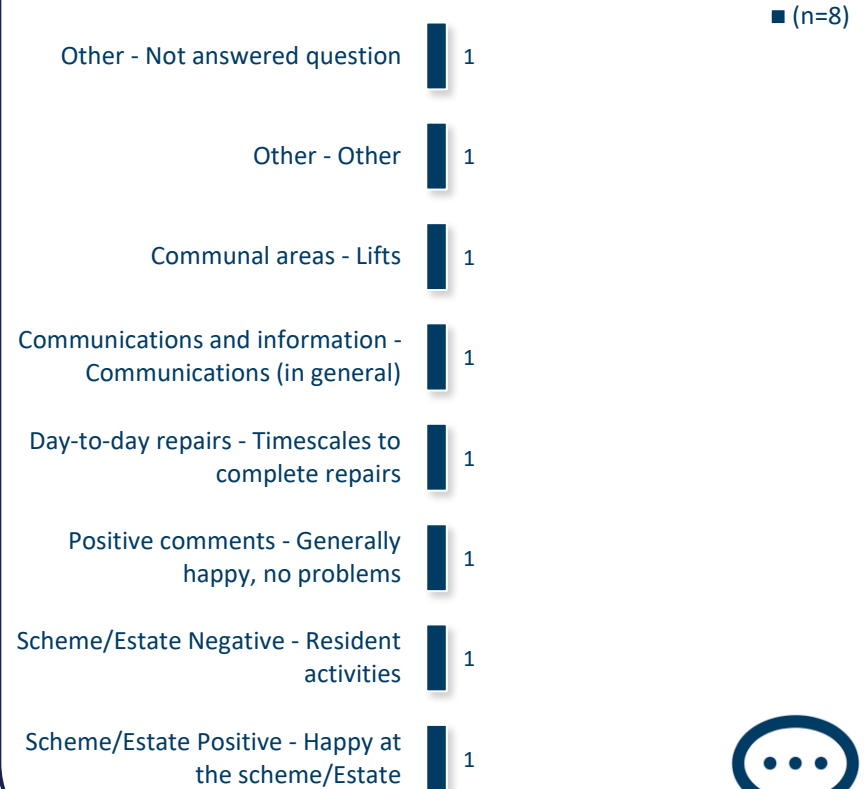 (n=8)
Other - Not answered question
1
Other - Other
1
Communal areas - Lifts
1
Communications and information -
Communications (in general)
1
Day-to-day repairs - Timescales to
complete repairs
1
Positive comments - Generally
happy, no problems
1
Scheme/Estate Negative - Resident
activities
1
Scheme/Estate Positive - Happy at
the scheme/Estate
1